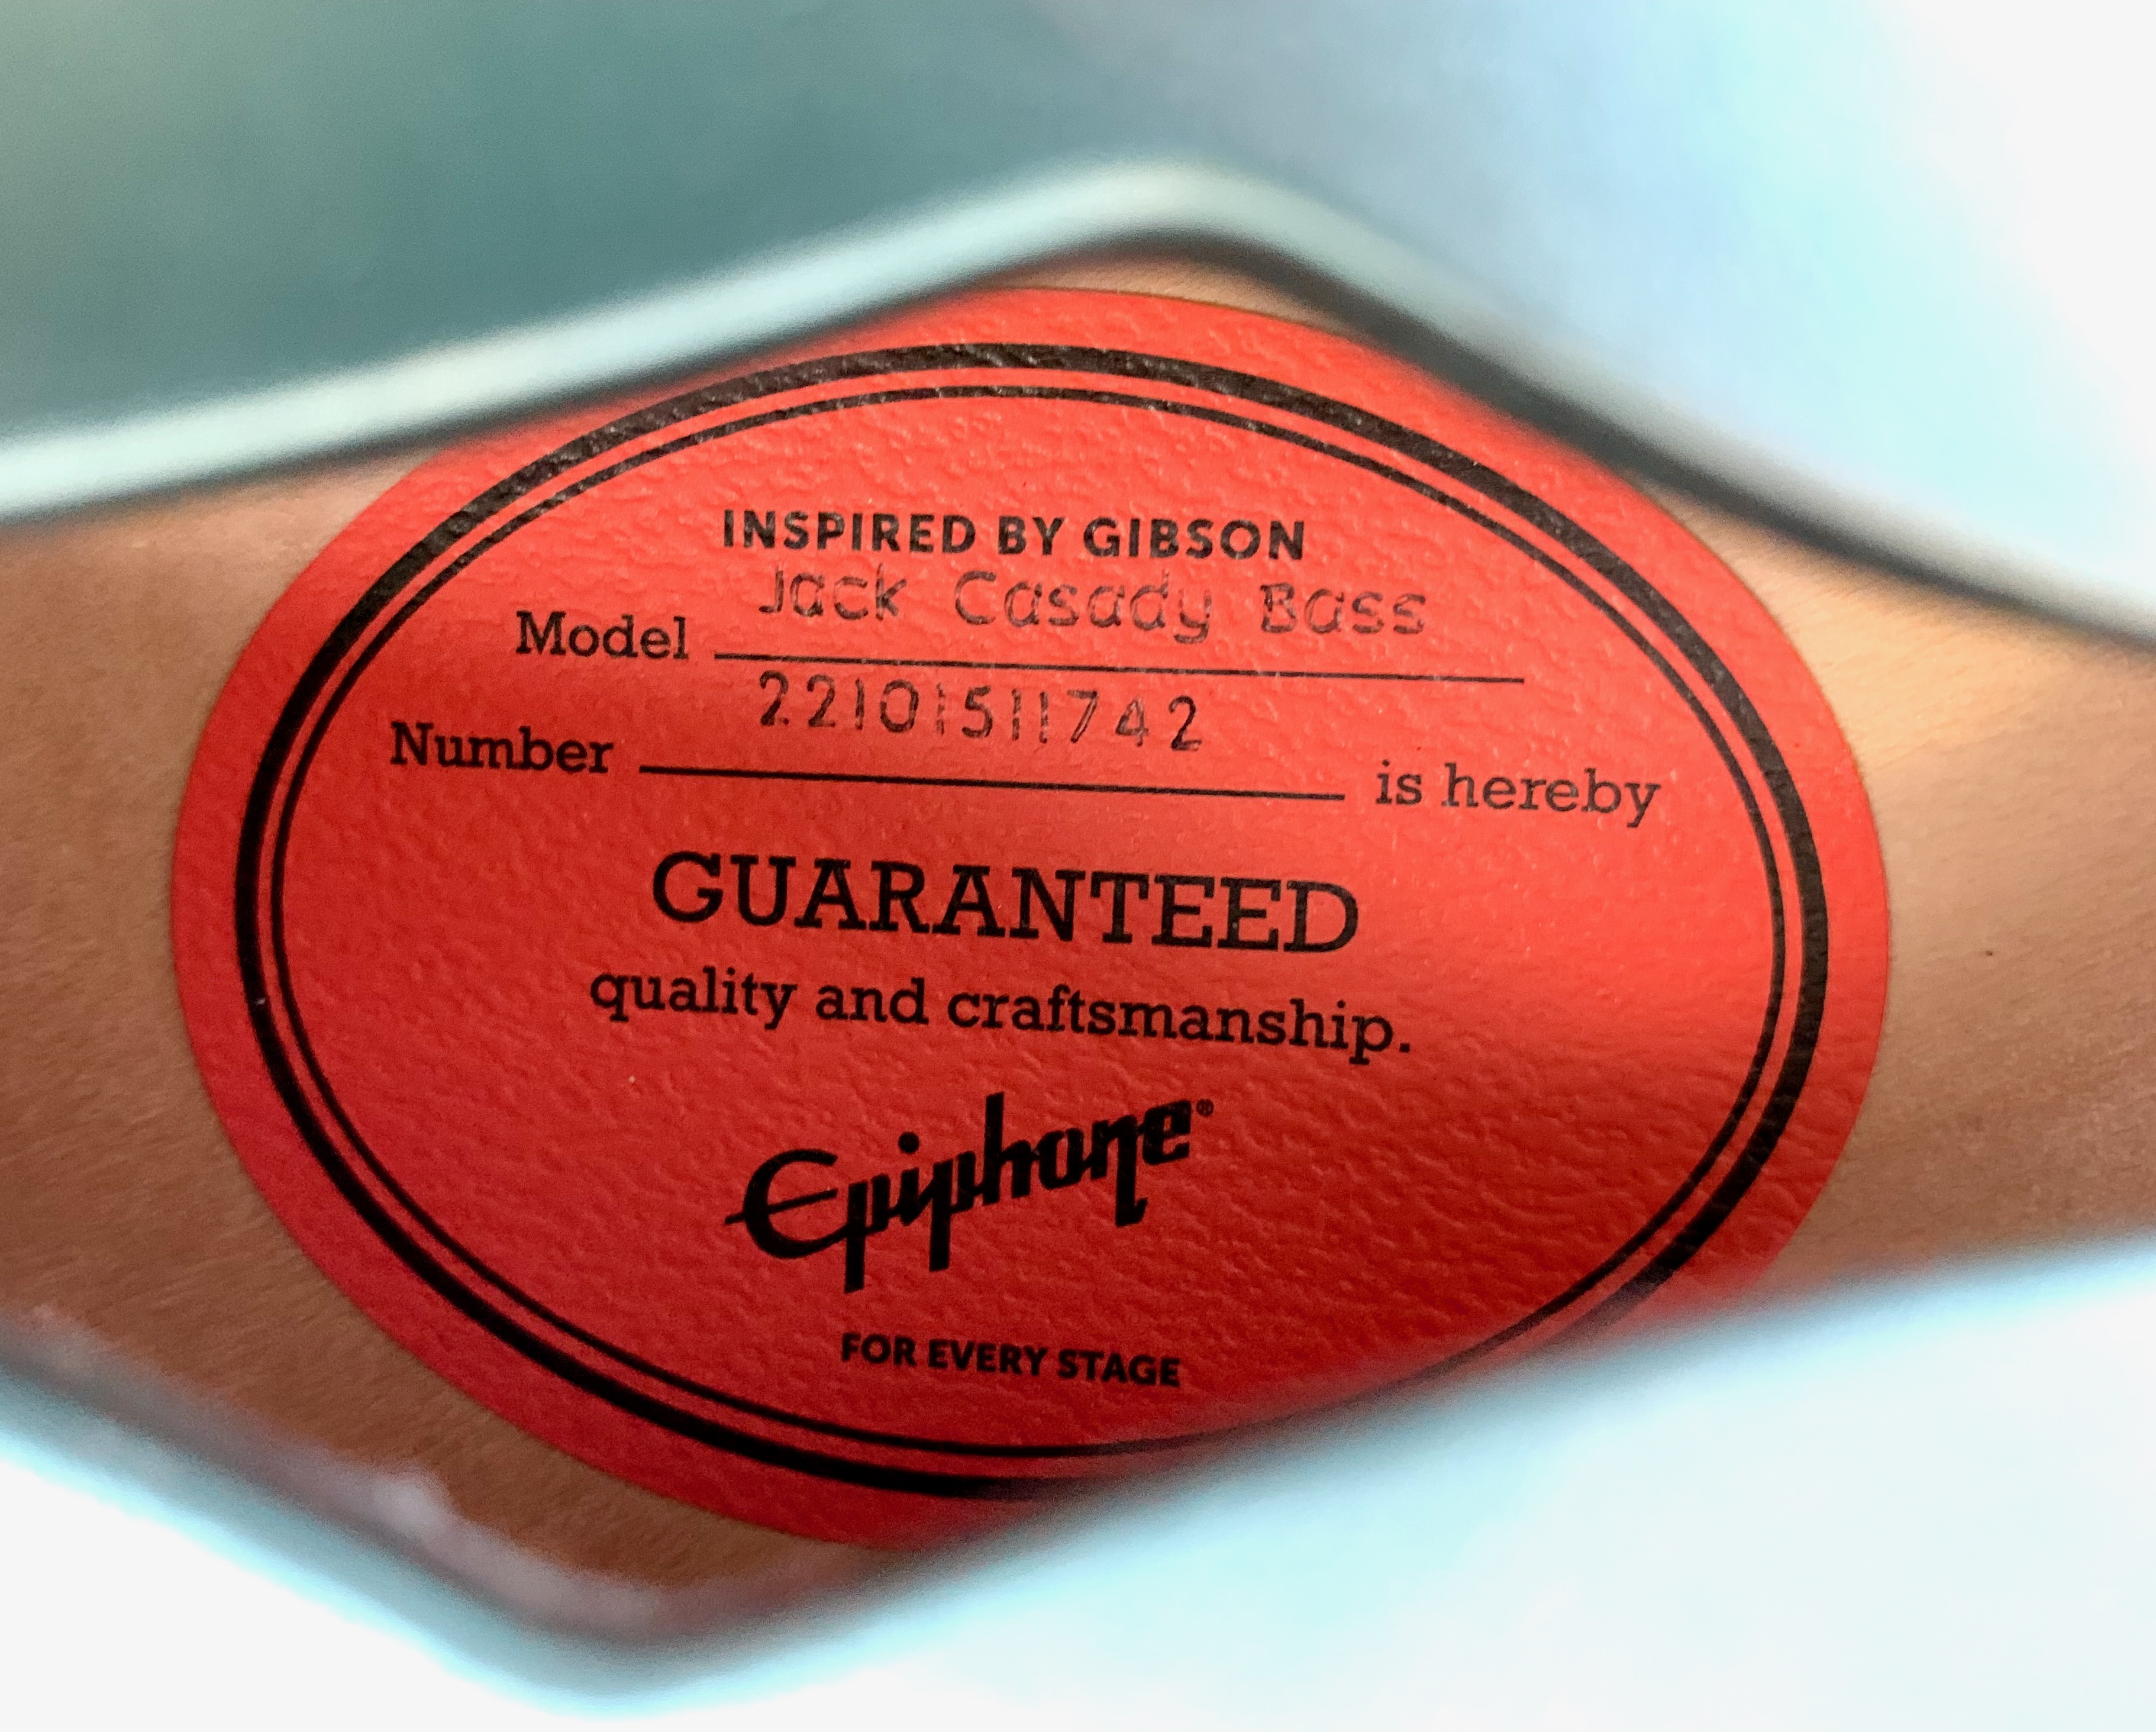 INSPIRED BY GIBSON
Model Jack Casady Bass
Number 22101511742 is hereby
GUARANTEED
quality and craftsmanship.
Epiphone®
FOR EVERY STAGE